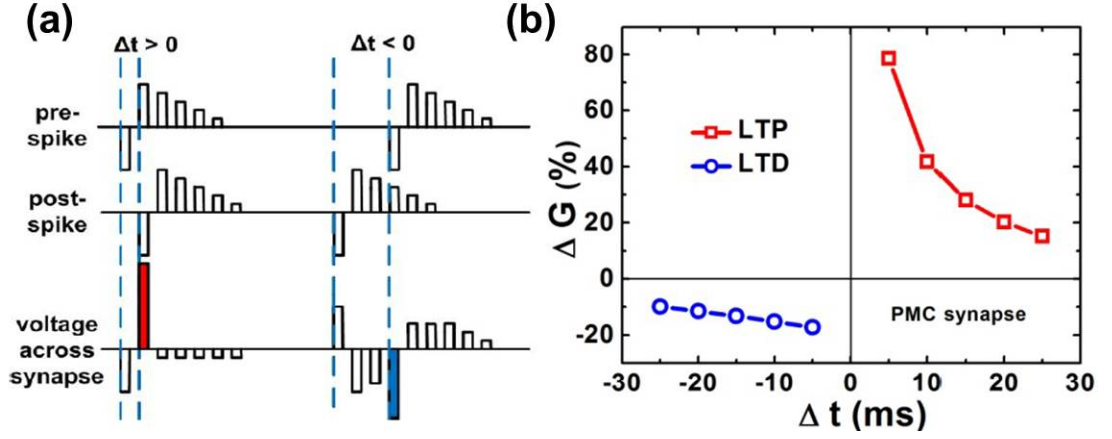 (a)
Δt > 0
Δt < 0
pre-
spike
post-
spike
voltage
across
synapse
(b)
80
60
40
20
0
-20
Δ G (%)
LTP
LTD
PMC synapse
-30
-20
-10
0
10
20
30
Δ t (ms)